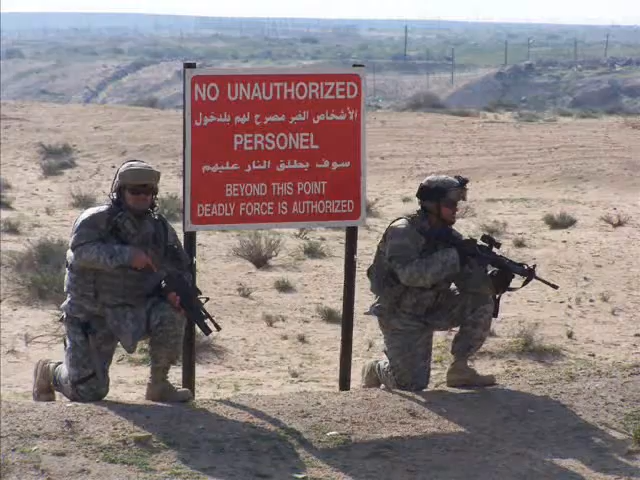 NO UNAUTHORIZED
الأشخاص الغير مصرح لهم بلدخول
PERSONEL
سوف يطلق النار عليهم
BEYOND THIS POINT
DEADLY FORCE IS AUTHORIZED